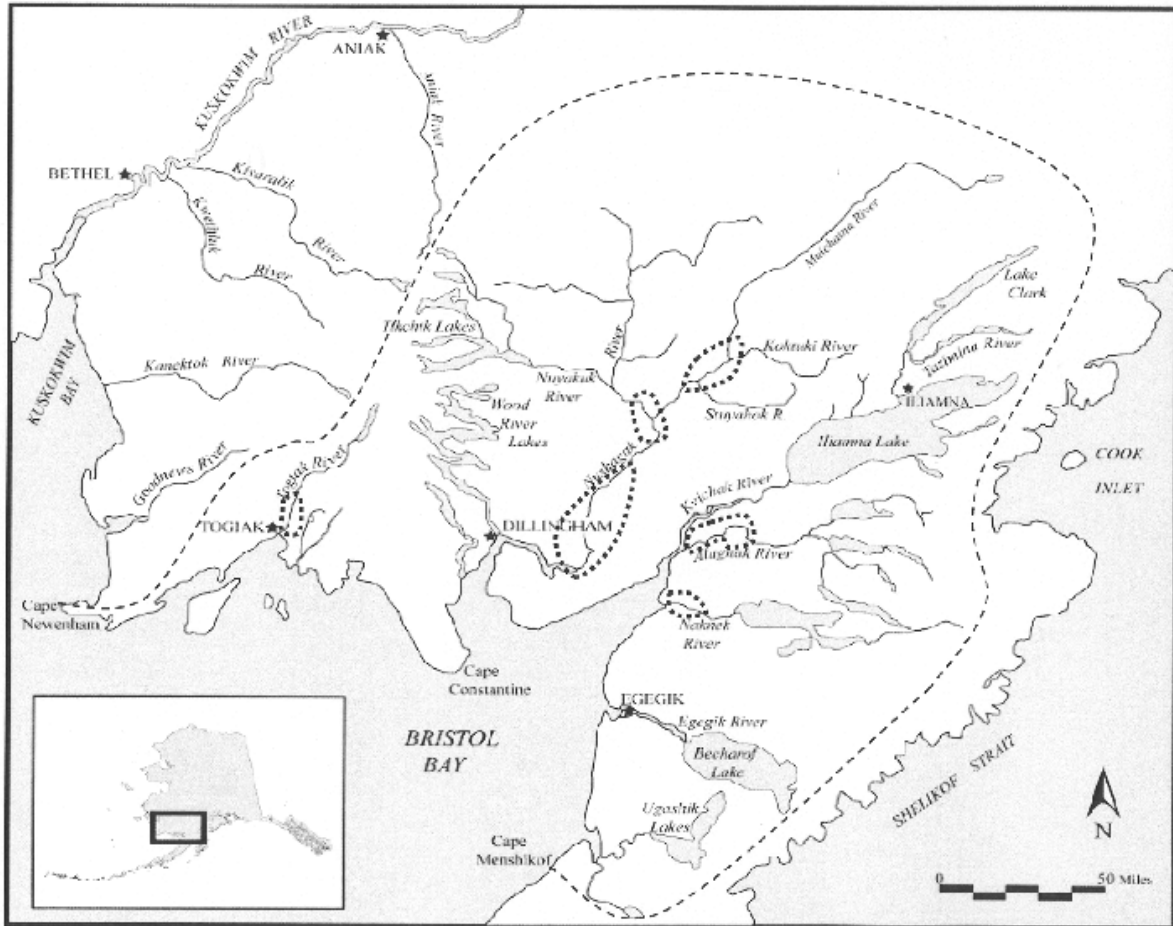 KUSKOKWIM RIVER
ANIAK
Aniak River
BETHEL
Kisaralik
River
Kwethluk
River
Mulchatna River
Lake
Clark
Tikchik Lakes
Kanektok River
River
Koktuli River
Tazimina River
Nuyakuk
River
Wood
River
Lakes
Stuyahok R.
ILIAMNA
KUSKOKWIM
BAY
Iliamna Lake
Goodnews River
Togiak River
Nushagak
COOK
INLET
Kvichak River
TOGIAK
DILLINGHAM
Alagnak River
Cape
Newenham
Naknek
River
Cape
Constantine
EGEGIK
Egegik River
BRISTOL
BAY
Becharof
Lake
SHELIKOF STRAIT
Ugashik
Lakes
Cape
Menshikof
N
0
50 Miles